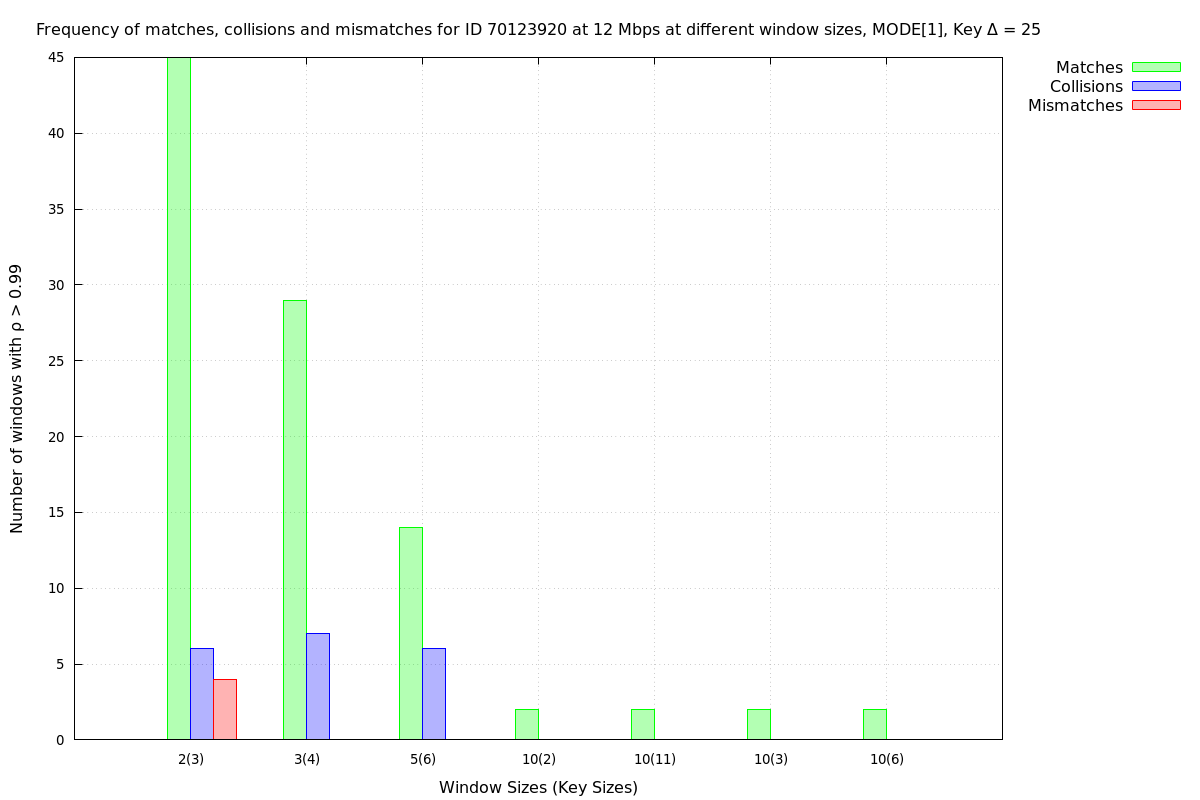 Frequency of matches, collisions and mismatches for ID 70123920 at 12 Mbps at different window sizes, MODE[1], Key Δ = 25
Matches
Collisions
Mismatches
Number of windows with ρ > 0.99
45
40
35
30
25
20
15
10
5
0
2(3) 3(4) 5(6) 10(2) 10(11) 10(3) 10(6)
Window Sizes (Key Sizes)